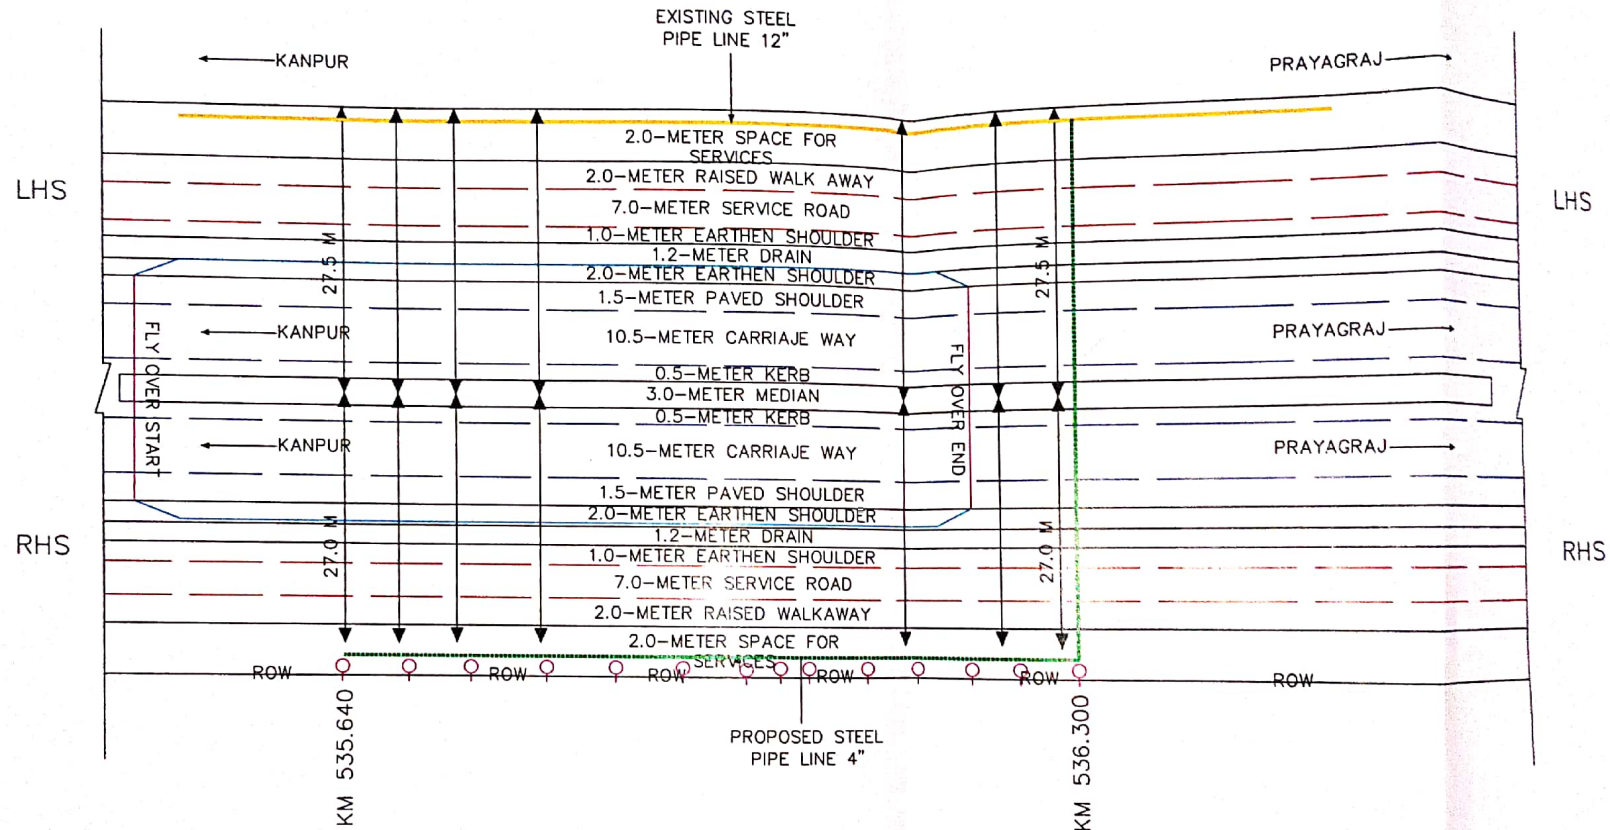 EXISTING STEEL
PIPE LINE 12"
KANPUR
PRAYAGRAJ
2.0-METER SPACE FOR
SERVICES
LHS
2.0-METER RAISED WALK AWAY
LHS
7.0-METER SERVICE ROAD
1.0-METER EARTHEN SHOULDER
27.5 M
27.5 M
1.2-METER DRAIN
2.0-METER EARTHEN SHOULDER
1.5-METER PAVED SHOULDER
KANPUR
10.5-METER CARRIAJE WAY
PRAYAGRAJ
FLY OVER START
FLY OVER END
0.5-METER KERB
3.0-METER MEDIAN
0.5-METER KERB
KANPUR
10.5-METER CARRIAJE WAY
PRAYAGRAJ
1.5-METER PAVED SHOULDER
2.0-METER EARTHEN SHOULDER
RHS
27.0 M
1.2-METER DRAIN
27.0 M
RHS
1.0-METER EARTHEN SHOULDER
7.0-METER SERVICE ROAD
2.0-METER RAISED WALKAWAY
2.0-METER SPACE FOR
SERVICES
ROW
ROW
ROW
ROW
ROW
ROW
KM 535.640
PROPOSED STEEL
PIPE LINE 4"
KM 536.300